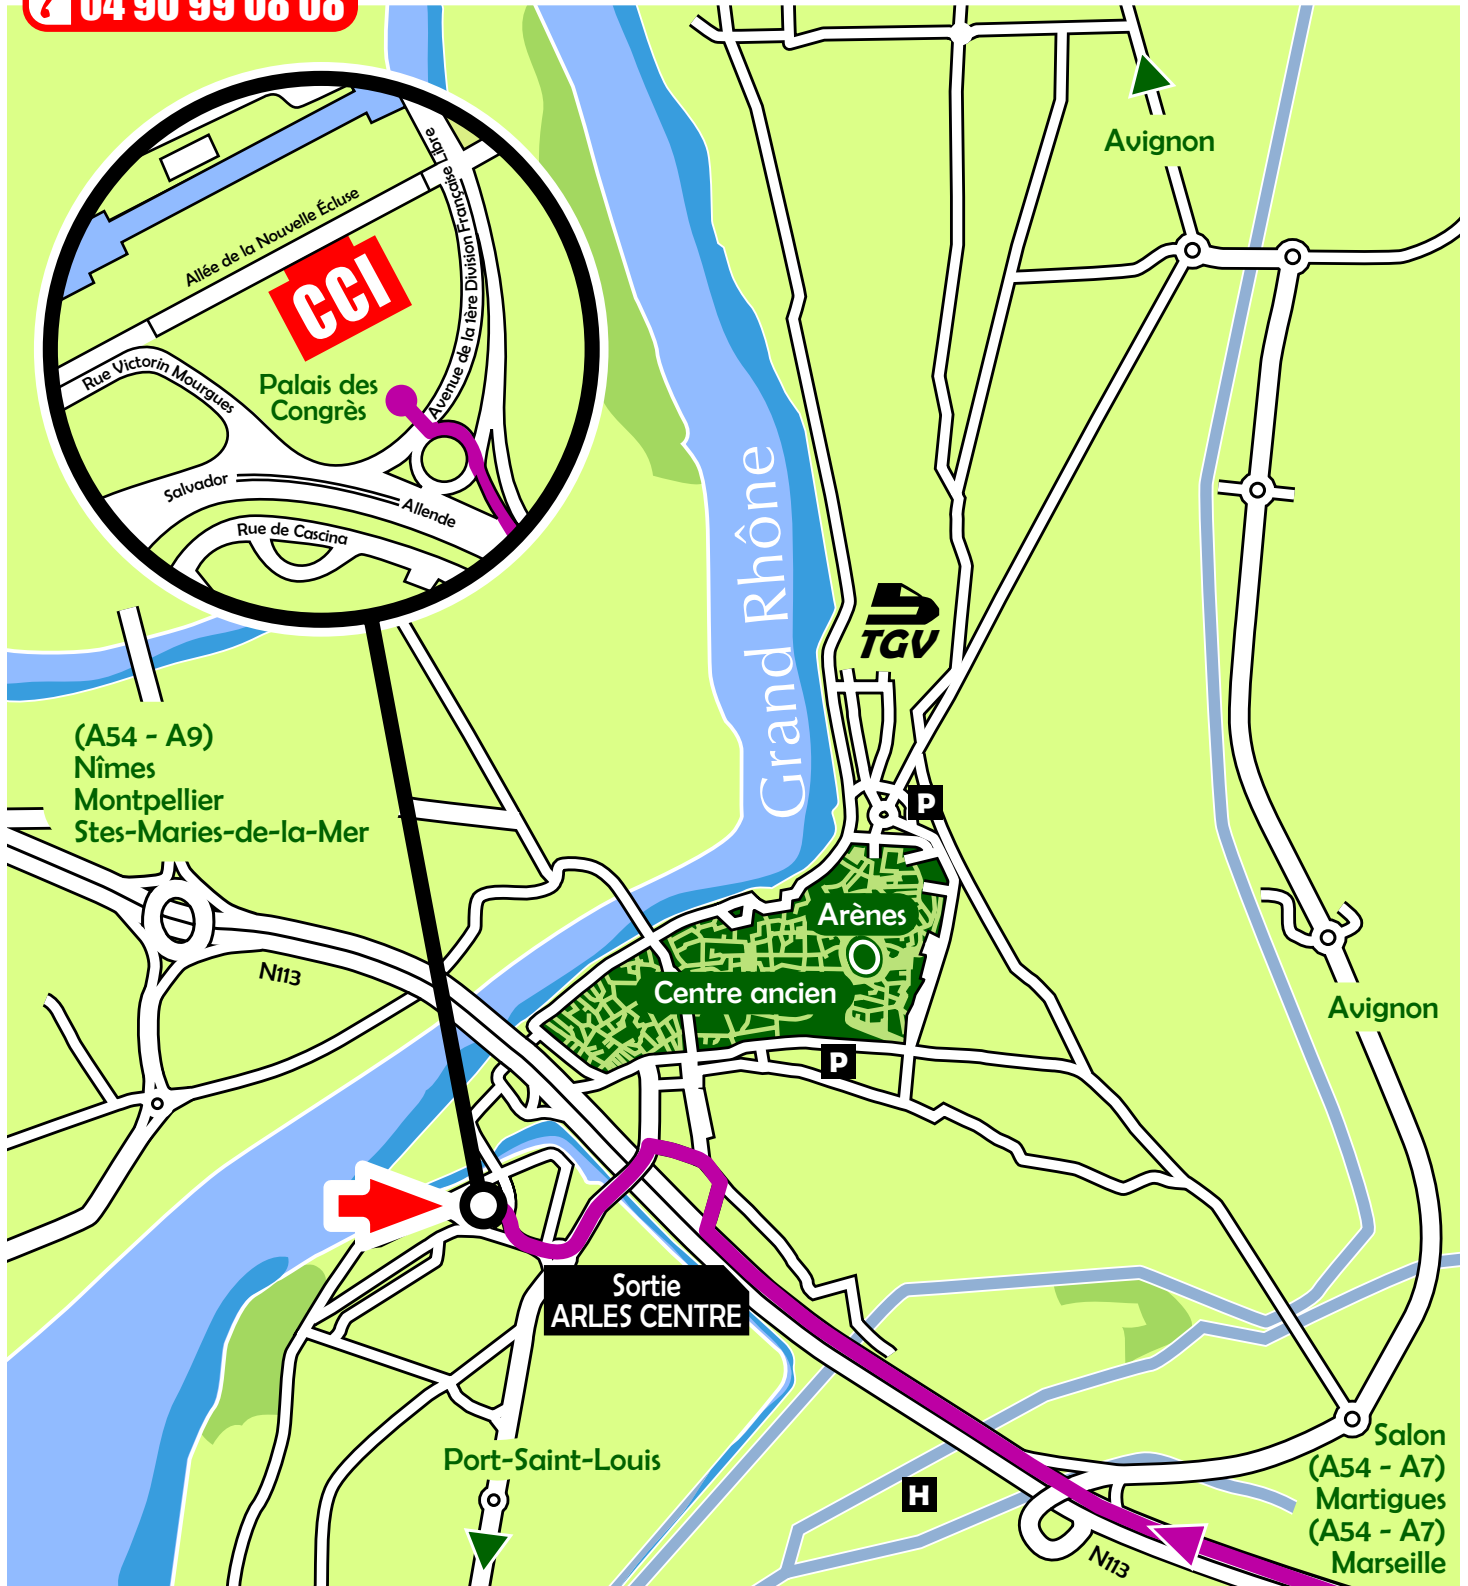 04 90 99 08 08
Avignon
Avenue de la 1ère Division Française Libre
Allée de la Nouvelle Écluse
CCI
Rue Victorin Mourgues
Palais des
Congrès
Salvador Allende
Rue de Cascina
Grand Rhône
TGV
(A54 - A9)
Nîmes
Montpellier
Stes-Maries-de-la-Mer
P
Arènes
N113
Centre ancien
Avignon
P
Sortie
ARLES CENTRE
Port-Saint-Louis
H
Salon
(A54 - A7)
Martigues
(A54 - A7)
Marseille
N113